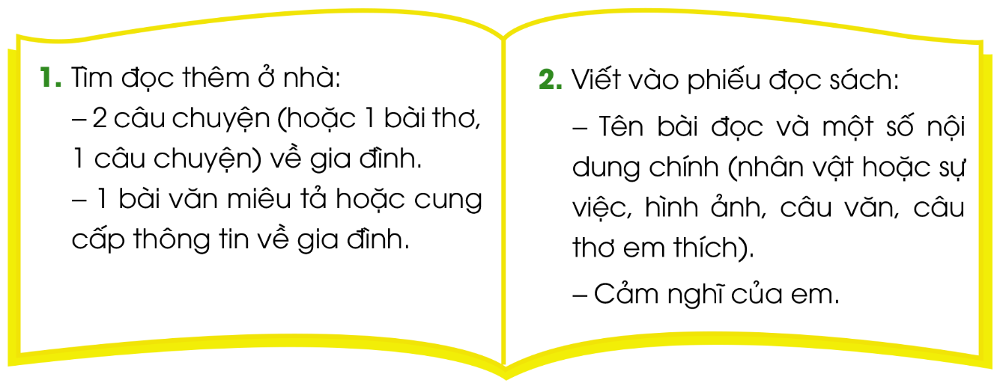 1. Tìm đọc thêm ở nhà:
– 2 câu chuyện (hoặc 1 bài thơ,
1 câu chuyện) về gia đình.
– 1 bài văn miêu tả hoặc cung
cấp thông tin về gia đình.
2. Viết vào phiếu đọc sách:
– Tên bài đọc và một số nội
dung chính (nhân vật hoặc sự
việc, hình ảnh, câu văn, câu
thơ em thích).
– Cảm nghĩ của em.